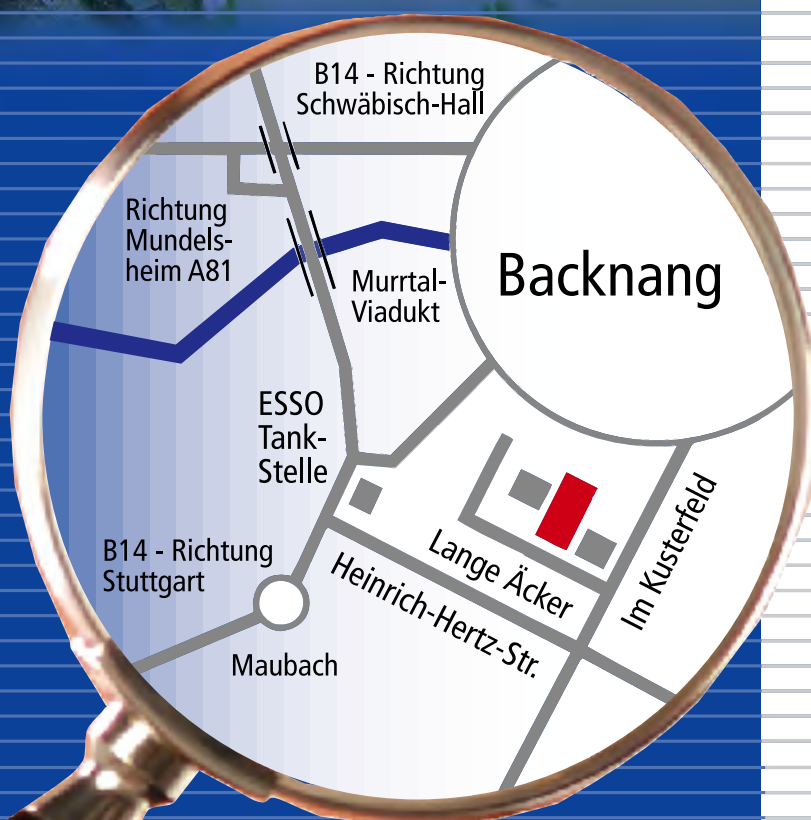 B14 - Richtung
Schwäbisch-Hall
Richtung
Mundels-
heim A81
Murrtal-
Viadukt
Backnang
ESSO
Tank-
Stelle
B14 - Richtung
Stuttgart
Maubach
Heinrich-Hertz-Str.
Lange Äcker
Im Kusterfeld